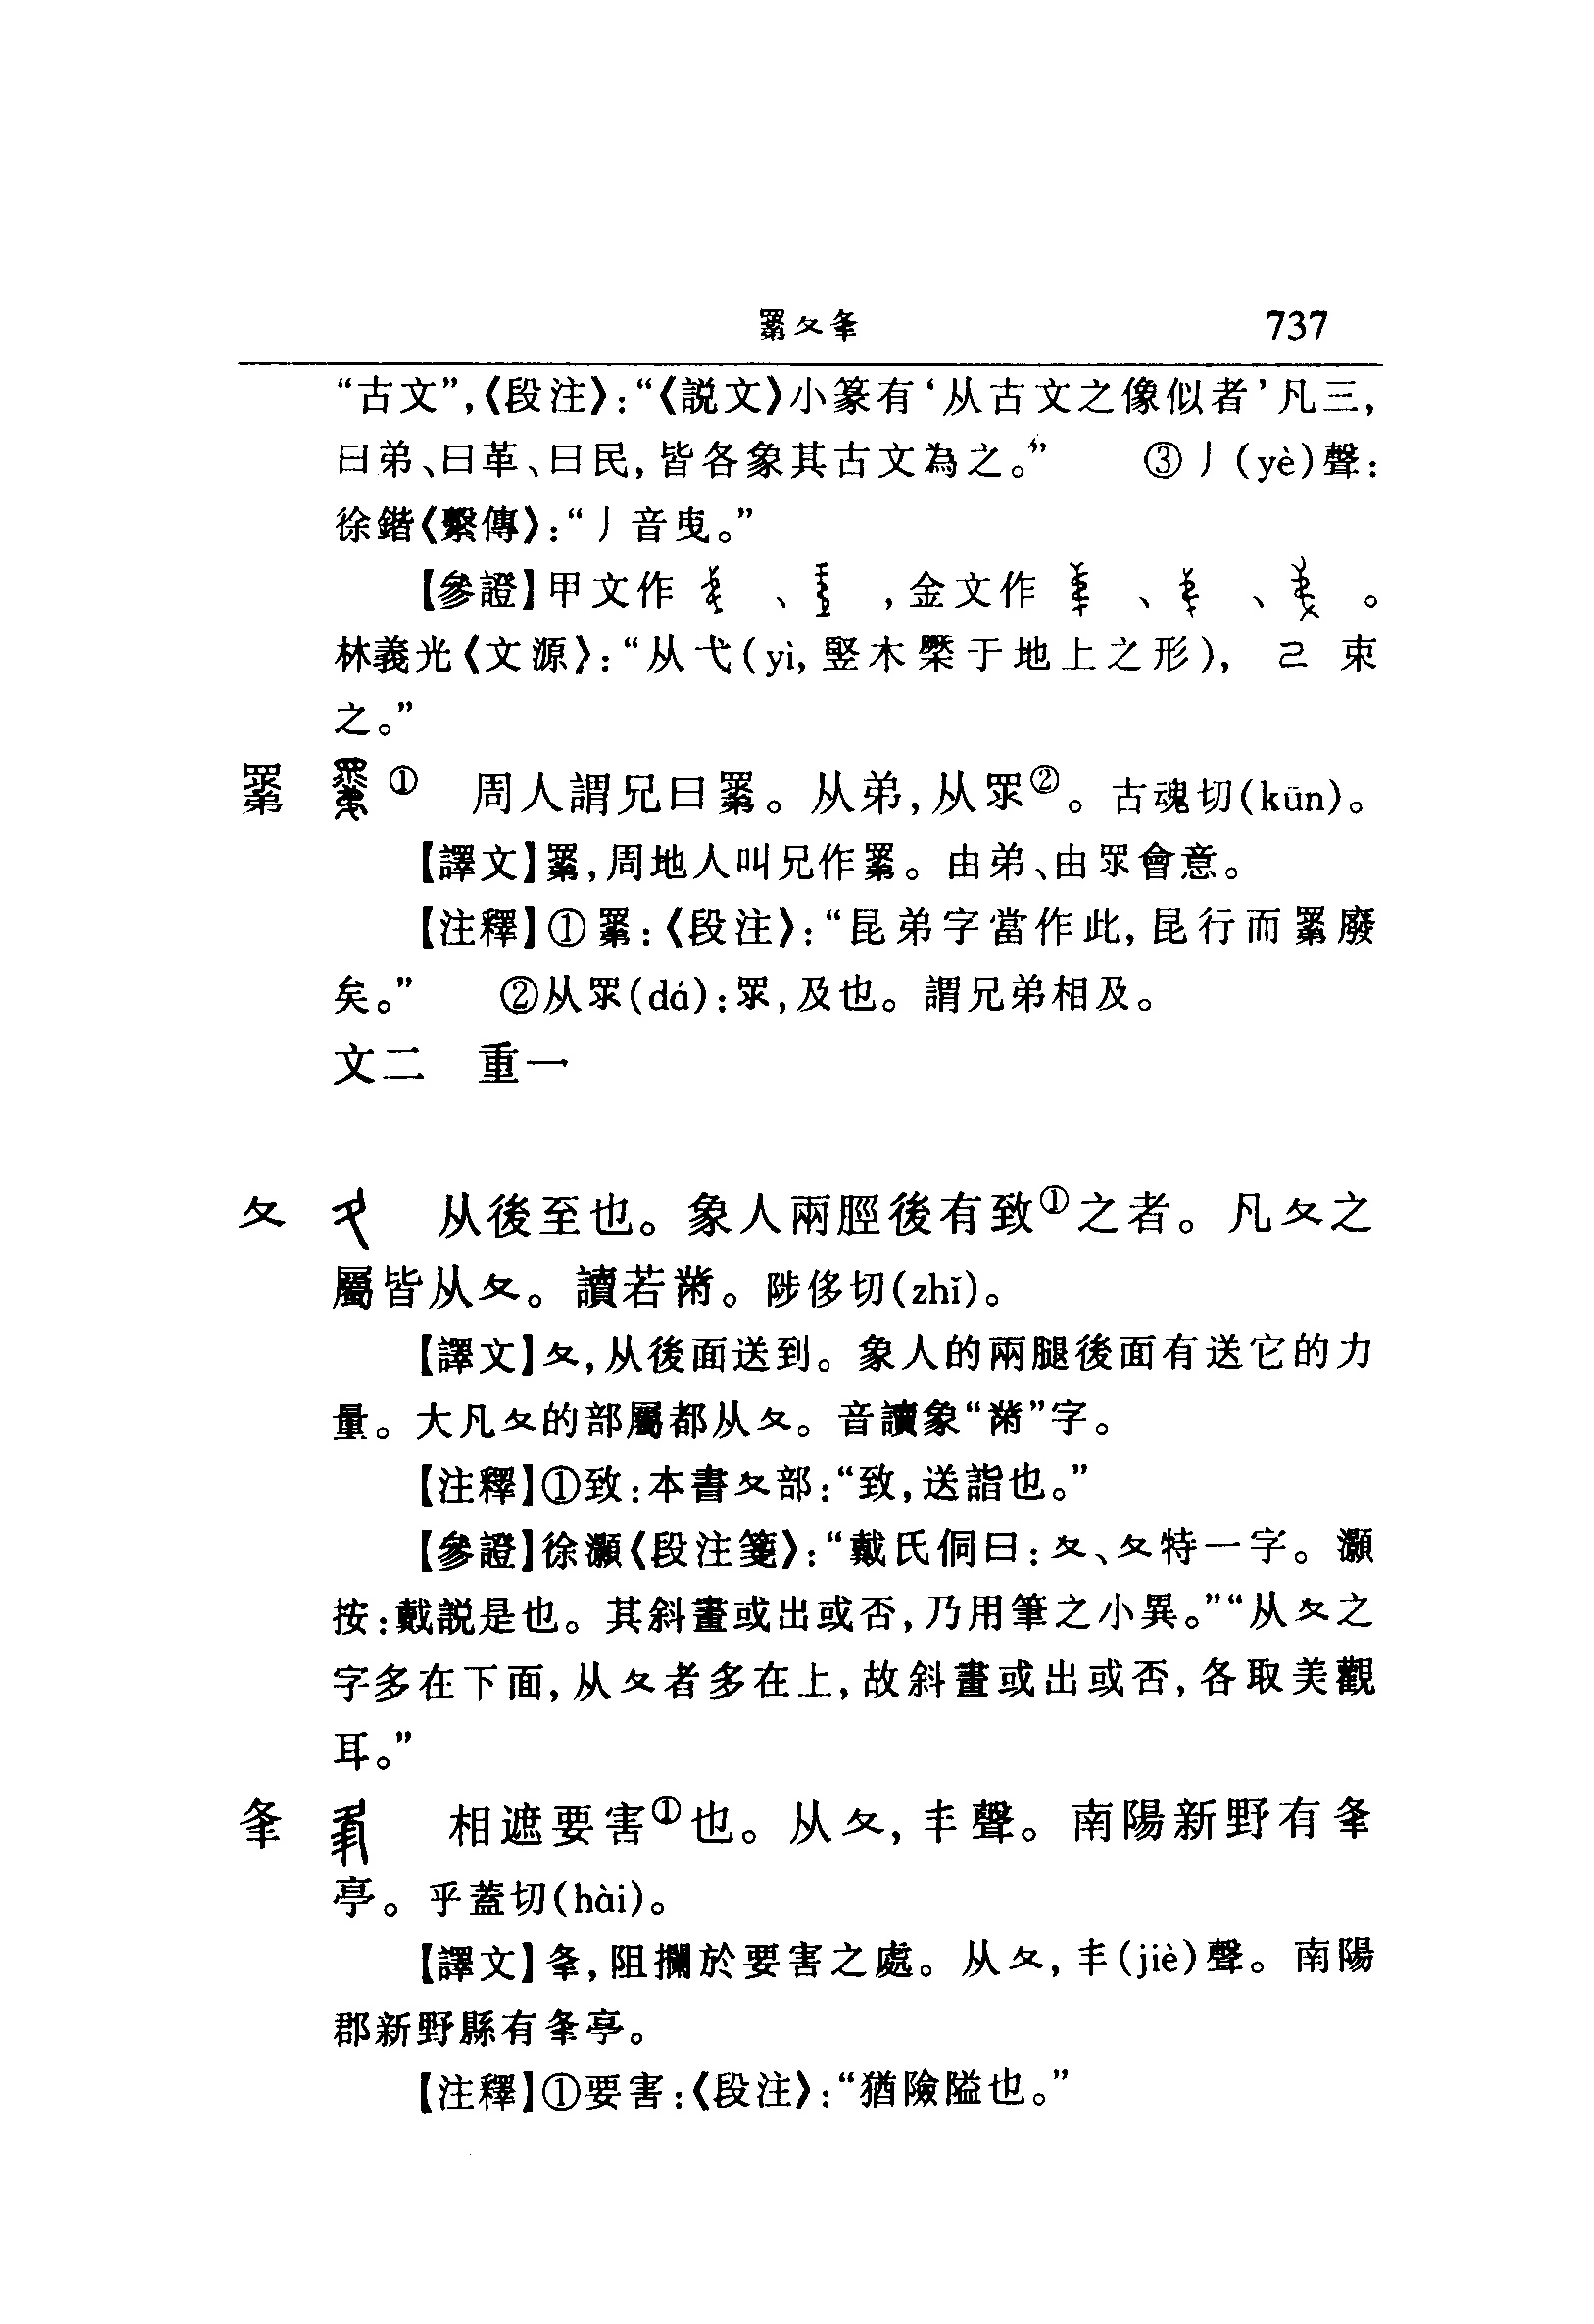 𦋺夂夆 737
“古文”,《段注》:“《説文》小篆有‘从古文之像似者’凡三,
曰弟、曰革、曰民,皆各象其古文為之。” ③丿(yè)聲:
徐鍇《繫傳》:“丿音曳。”
【參證】甲文作 、 ,金文作 、 、 。
林義光《文源》:“从弋(yì,竪木橜于地上之形), 束
之。”
𦋺 ① 周人謂兄曰𦋺。从弟,从眔②。古魂切(kūn)。
【譯文】𦋺,周地人叫兄作𦋺。由弟、由眔會意。
【注釋】①𦋺:《段注》:“昆弟字當作此,昆行而𦋺廢
矣。” ②从眔(dá):眔,及也。謂兄弟相及。
文二 重一
夂 从後至也。象人兩脛後有致①之者。凡夂之
屬皆从夂。讀若黹。陟侈切(zhǐ)。
【譯文】夂,从後面送到。象人的兩腿後面有送它的力
量。大凡夂的部屬都从夂。音讀象“黹”字。
【注釋】①致:本書夊部:“致,送詣也。”
【參證】徐灝《段注箋》:“戴氏侗曰:夊、夂特一字。灝
按:戴説是也。其斜畫或出或否,乃用筆之小異。”“从夊之
字多在下面,从夂者多在上,故斜畫或出或否,各取美觀
耳。”
夆 相遮要害①也。从夂,丯聲。南陽新野有夆
亭。乎蓋切(hài)。
【譯文】夆,阻攔於要害之處。从夂,丯(jiè)聲。南陽
郡新野縣有夆亭。
【注釋】①要害:《段注》:“猶險隘也。”